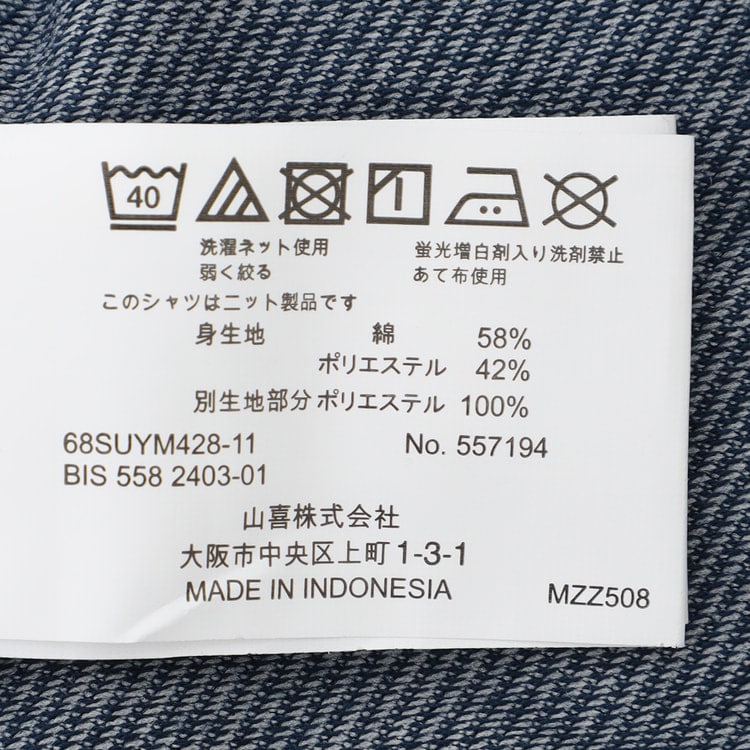 40
洗濯ネット使用
弱く絞る
蛍光増白剤入り洗剤禁止
あて布使用
このシャツはニット製品です
身生地 綿 58%
ポリエステル 42%
別生地部分 ポリエステル 100%
68SUYM428-11 No. 557194
BIS 558 2403-01
山喜株式会社
大阪市中央区上町1-3-1
MADE IN INDONESIA MZZ508